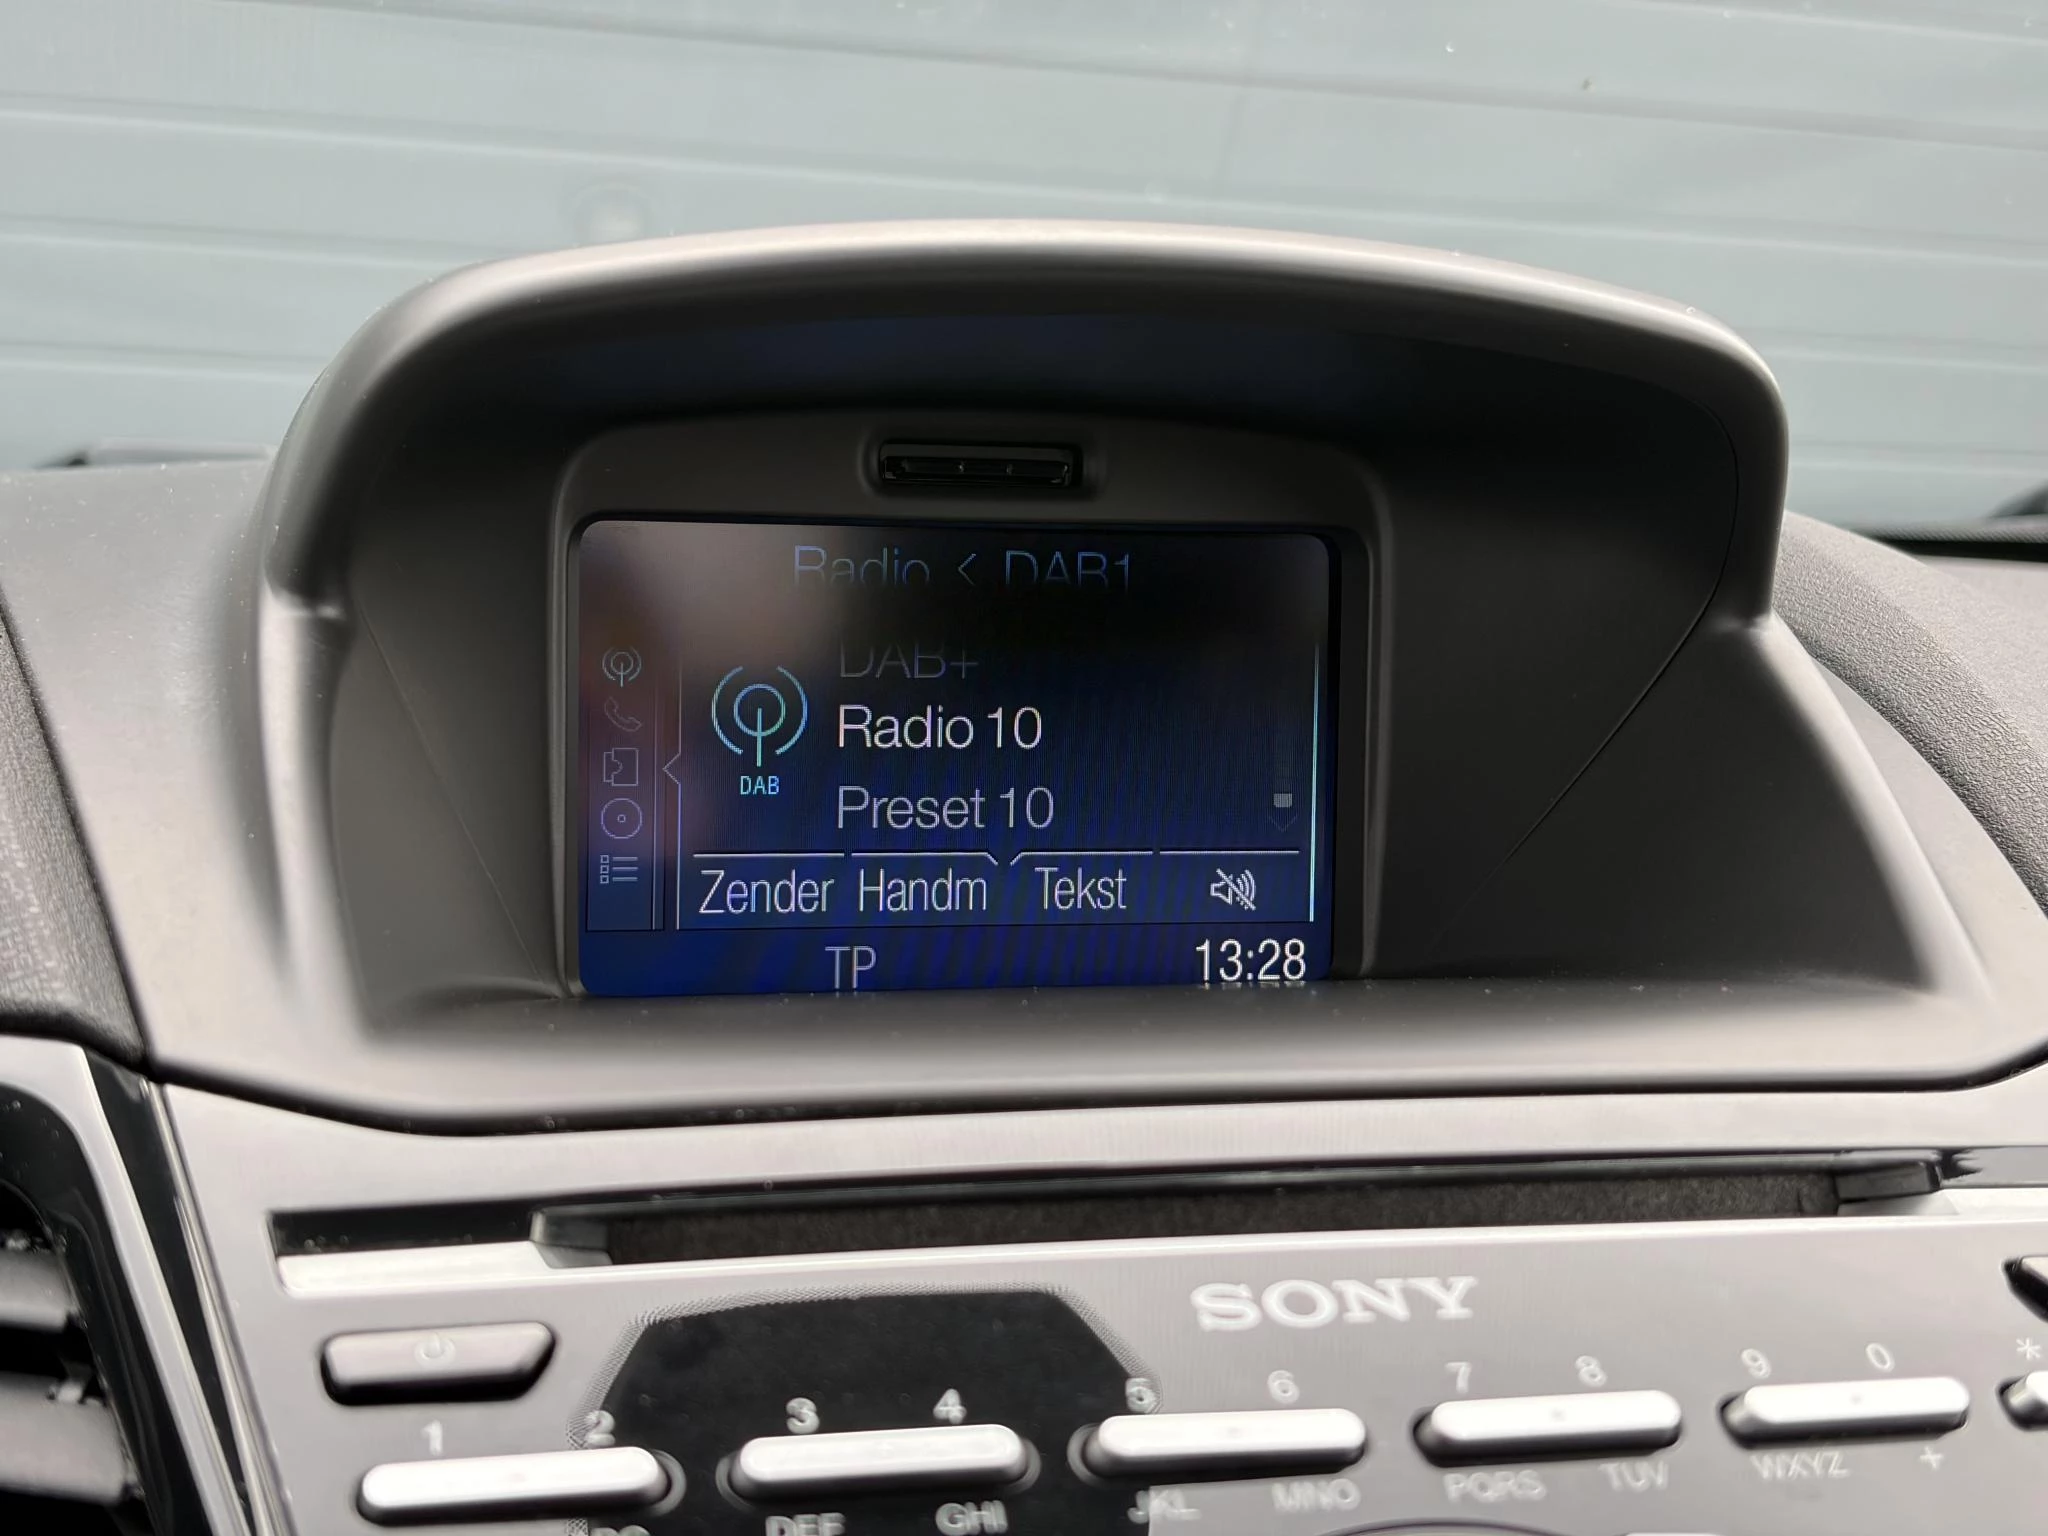 Radio < DAB1
DAB+
Radio 10
DAB
Preset 10
Zender Handm Tekst
TP 13:28
SONY
1 2 3 4 5 6 7 8 9 0 *
DEF GHI JKL MNO PQRS TUV WXYZ +